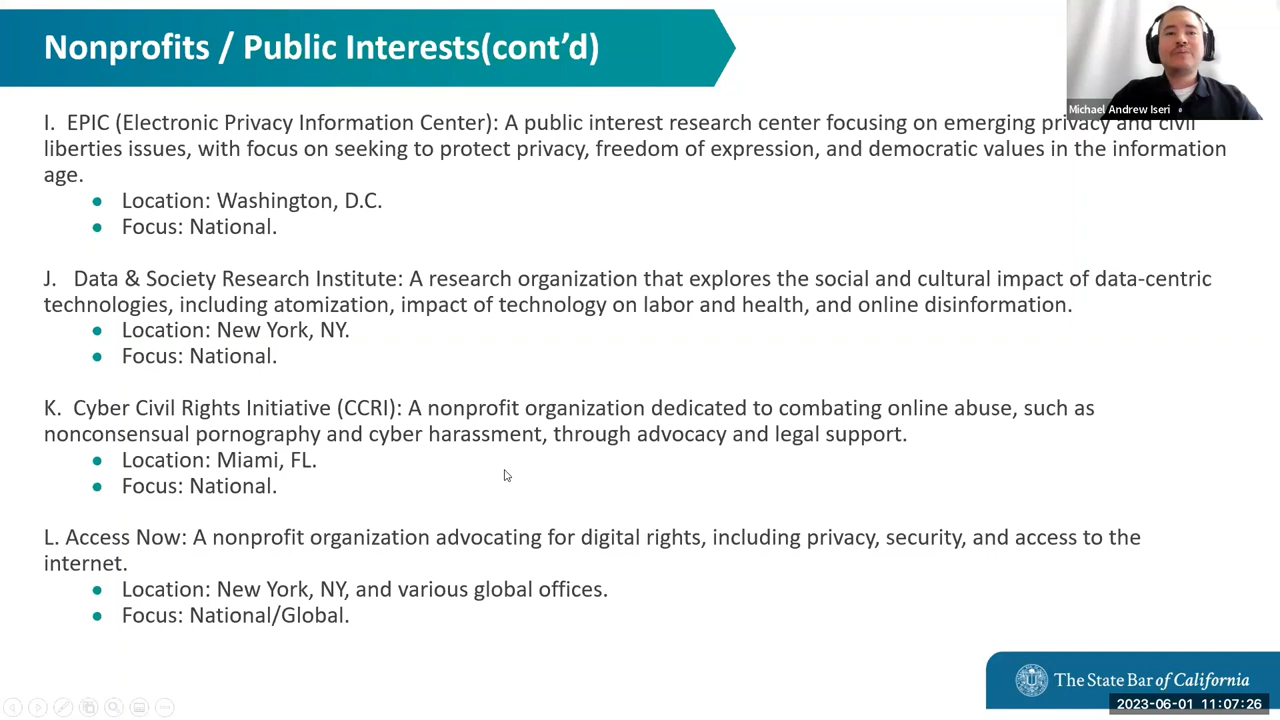 Nonprofits / Public Interests(cont’d)
Michael Andrew Iseri
I. EPIC (Electronic Privacy Information Center): A public interest research center focusing on emerging privacy and civil
liberties issues, with focus on seeking to protect privacy, freedom of expression, and democratic values in the information
age.
● Location: Washington, D.C.
● Focus: National.
J. Data & Society Research Institute: A research organization that explores the social and cultural impact of data-centric
technologies, including atomization, impact of technology on labor and health, and online disinformation.
● Location: New York, NY.
● Focus: National.
K. Cyber Civil Rights Initiative (CCRI): A nonprofit organization dedicated to combating online abuse, such as
nonconsensual pornography and cyber harassment, through advocacy and legal support.
● Location: Miami, FL.
● Focus: National.
L. Access Now: A nonprofit organization advocating for digital rights, including privacy, security, and access to the
internet.
● Location: New York, NY, and various global offices.
● Focus: National/Global.
The State Bar of California
2023-06-01 11:07:26